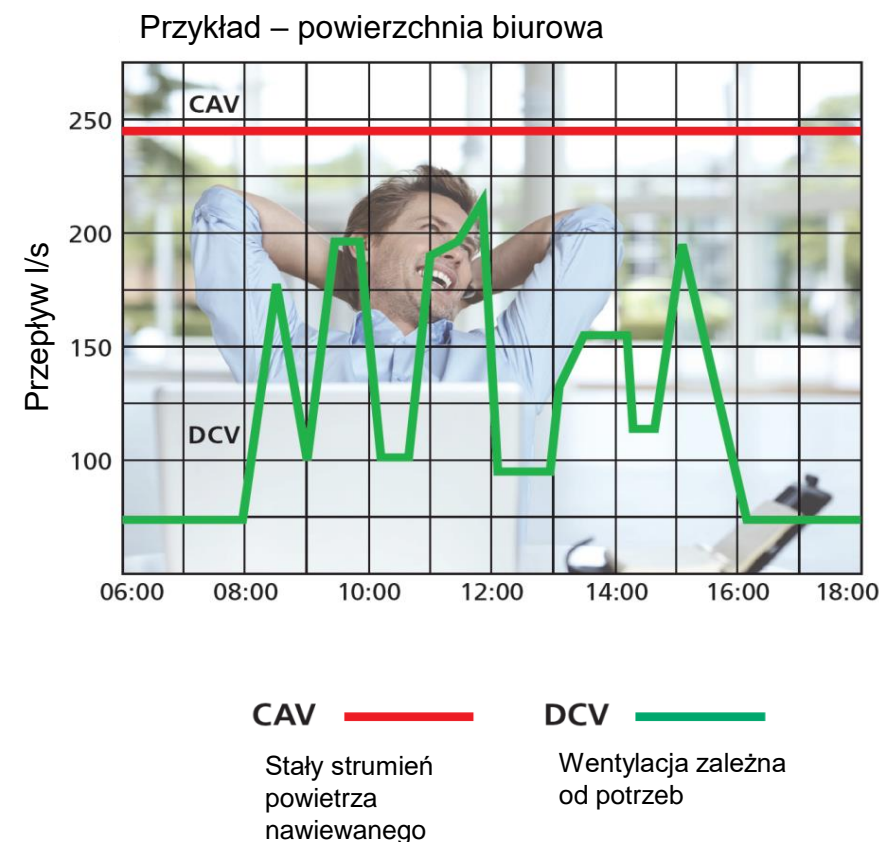 Przykład – powierzchnia biurowa
CAV
250
200
Przepływ l/s
150
DCV
100
06:00 08:00 10:00 12:00 14:00 16:00 18:00
CAV DCV
Stały strumień
powietrza
nawiewanego
Wentylacja zależna
od potrzeb